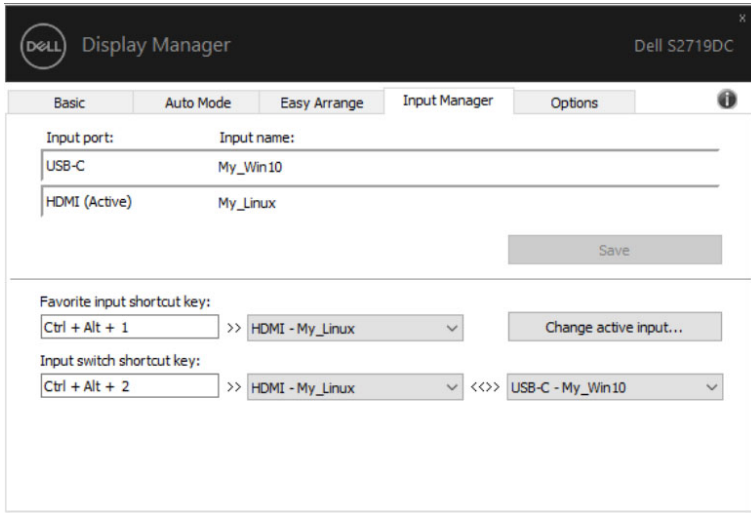 x
DELL Display Manager Dell S2719DC
Basic Auto Mode Easy Arrange Input Manager Options i
Input port: Input name:
USB-C My_Win10
HDMI (Active) My_Linux
Save
Favorite input shortcut key:
Ctrl + Alt + 1 >> HDMI - My_Linux Change active input...
Input switch shortcut key:
Ctrl + Alt + 2 >> HDMI - My_Linux <<>> USB-C - My_Win10